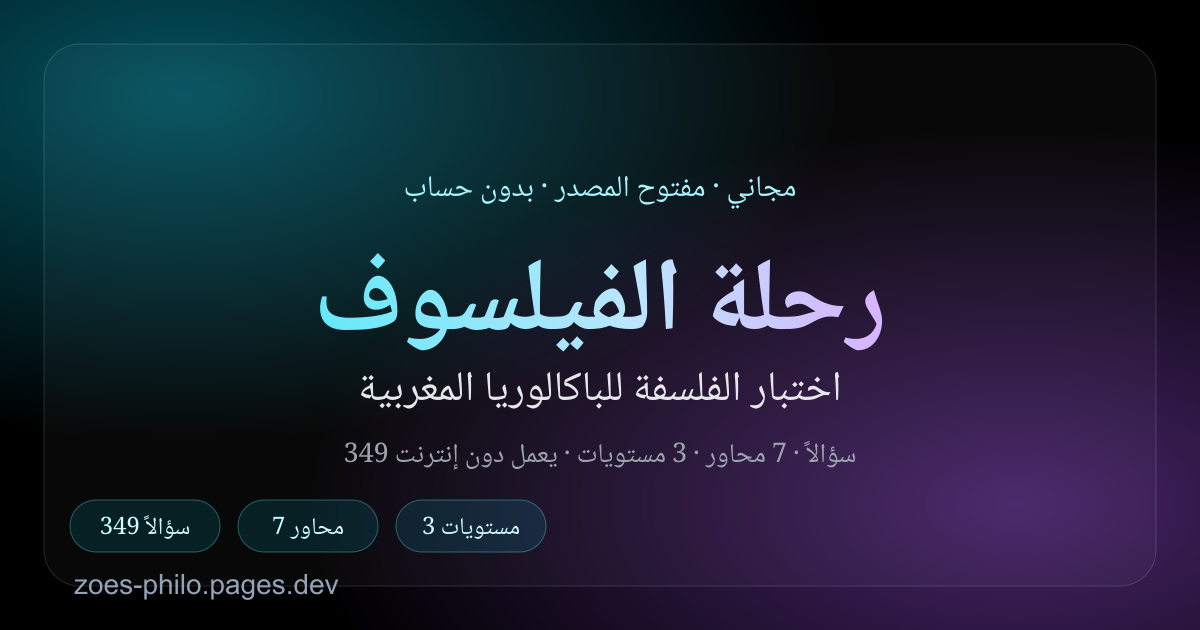 مجاني · مفتوح المصدر · بدون حساب
رحلة الفيلسوف
اختبار الفلسفة للباكالوريا المغربية
سؤالاً · 7 محاور · 3 مستويات · يعمل دون إنترنت 349
مستويات 3
محاور 7
سؤالاً 349
zoes-philo.pages.dev